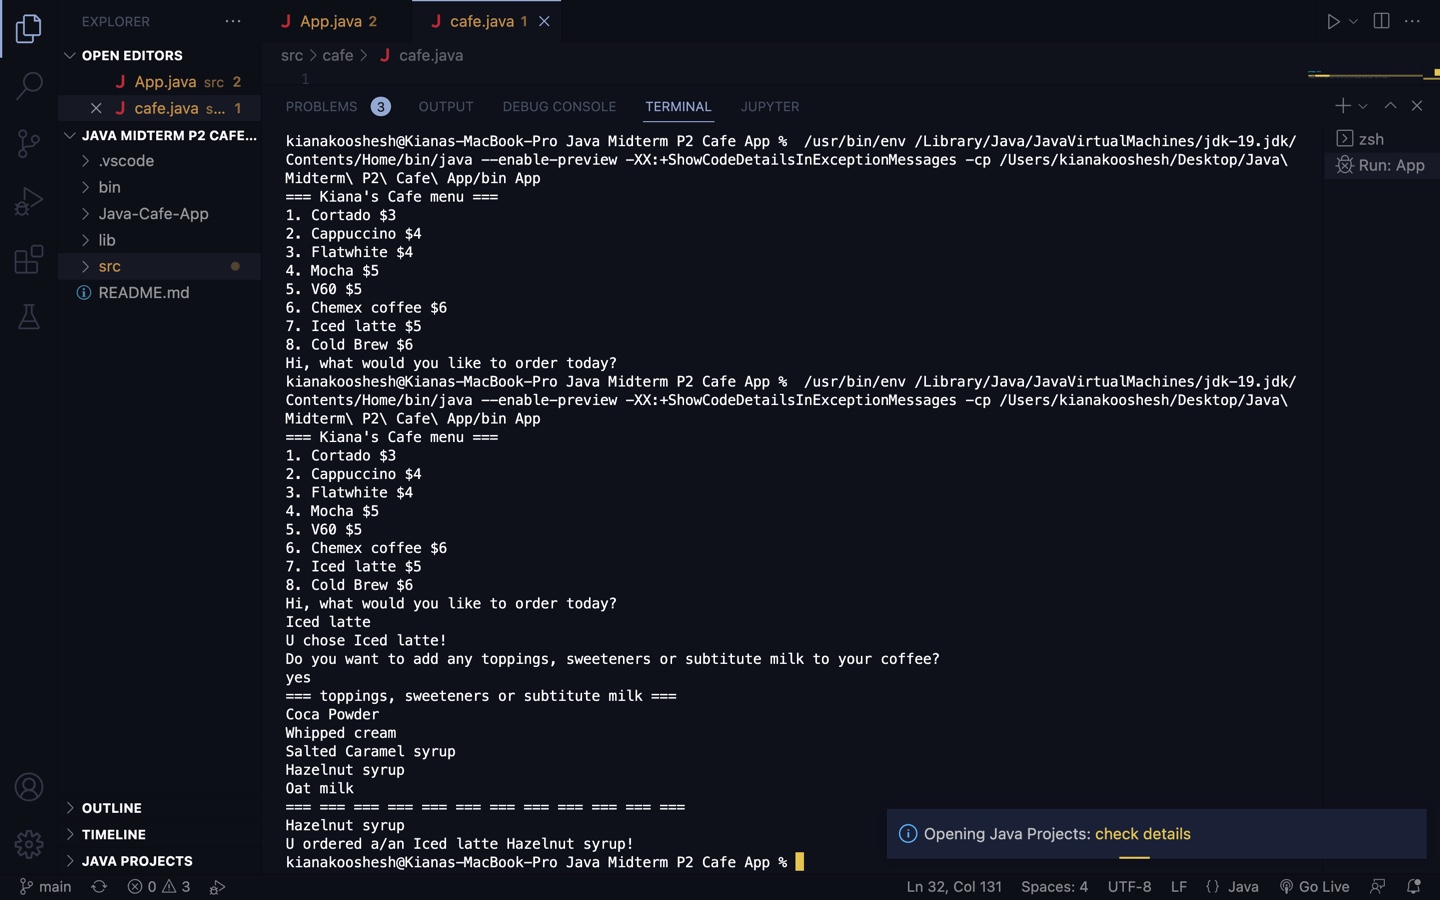 EXPLORER
OPEN EDITORS
App.java src 2
cafe.java s... 1
JAVA MIDTERM P2 CAFE...
.vscode
bin
Java-Cafe-App
lib
src
README.md
OUTLINE
TIMELINE
JAVA PROJECTS
App.java 2
cafe.java 1
src > cafe > cafe.java
1
PROBLEMS 3 OUTPUT DEBUG CONSOLE TERMINAL JUPYTER
kianakooshesh@Kianas-MacBook-Pro Java Midterm P2 Cafe App % /usr/bin/env /Library/Java/JavaVirtualMachines/jdk-19.jdk/
Contents/Home/bin/java --enable-preview -XX:+ShowCodeDetailsInExceptionMessages -cp /Users/kianakooshesh/Desktop/Java\
Midterm\ P2\ Cafe\ App/bin App
=== Kiana's Cafe menu ===
1. Cortado $3
2. Cappuccino $4
3. Flatwhite $4
4. Mocha $5
5. V60 $5
6. Chemex coffee $6
7. Iced latte $5
8. Cold Brew $6
Hi, what would you like to order today?
kianakooshesh@Kianas-MacBook-Pro Java Midterm P2 Cafe App % /usr/bin/env /Library/Java/JavaVirtualMachines/jdk-19.jdk/
Contents/Home/bin/java --enable-preview -XX:+ShowCodeDetailsInExceptionMessages -cp /Users/kianakooshesh/Desktop/Java\
Midterm\ P2\ Cafe\ App/bin App
=== Kiana's Cafe menu ===
1. Cortado $3
2. Cappuccino $4
3. Flatwhite $4
4. Mocha $5
5. V60 $5
6. Chemex coffee $6
7. Iced latte $5
8. Cold Brew $6
Hi, what would you like to order today?
Iced latte
U chose Iced latte!
Do you want to add any toppings, sweeteners or subtitute milk to your coffee?
yes
=== toppings, sweeteners or subtitute milk ===
Coca Powder
Whipped cream
Salted Caramel syrup
Hazelnut syrup
Oat milk
=== === === === === === === === === === === ===
Hazelnut syrup
U ordered a/an Iced latte Hazelnut syrup!
kianakooshesh@Kianas-MacBook-Pro Java Midterm P2 Cafe App %
zsh
Run: App
Opening Java Projects: check details
main 0 3
Ln 32, Col 131 Spaces: 4 UTF-8 LF {} Java Go Live